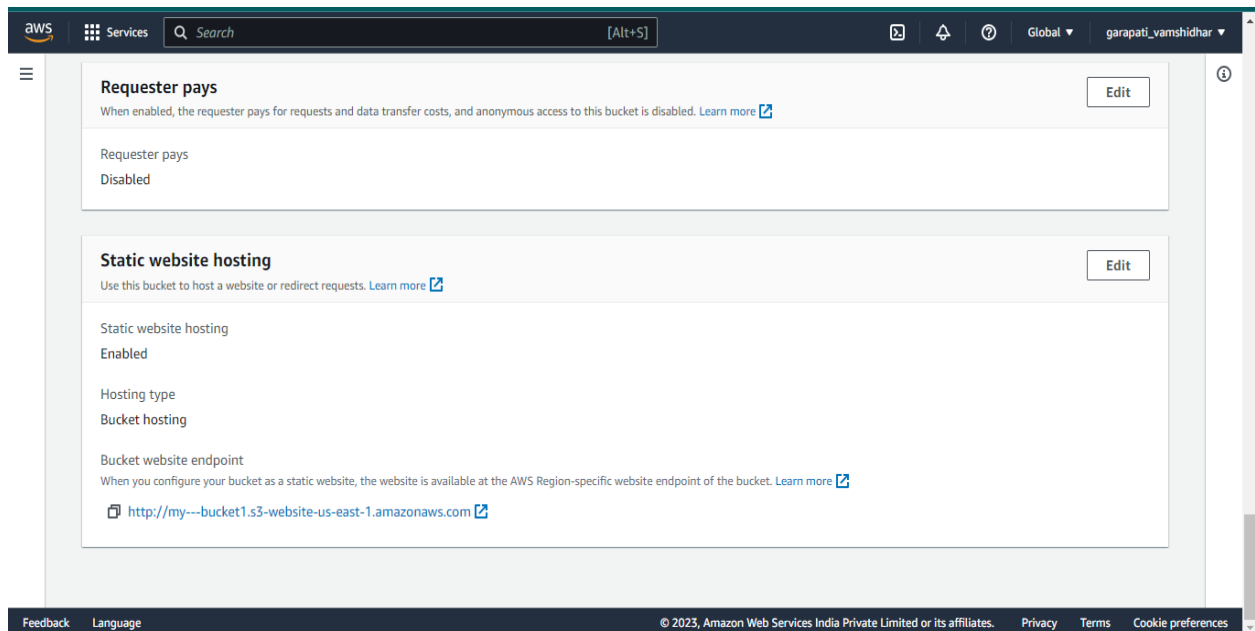 aws Services Search [Alt+S] Global garapati_vamshidhar
Requester pays Edit
When enabled, the requester pays for requests and data transfer costs, and anonymous access to this bucket is disabled. Learn more
Requester pays
Disabled
Static website hosting Edit
Use this bucket to host a website or redirect requests. Learn more
Static website hosting
Enabled
Hosting type
Bucket hosting
Bucket website endpoint
When you configure your bucket as a static website, the website is available at the AWS Region-specific website endpoint of the bucket. Learn more
http://my---bucket1.s3-website-us-east-1.amazonaws.com
Feedback Language © 2023, Amazon Web Services India Private Limited or its affiliates. Privacy Terms Cookie preferences